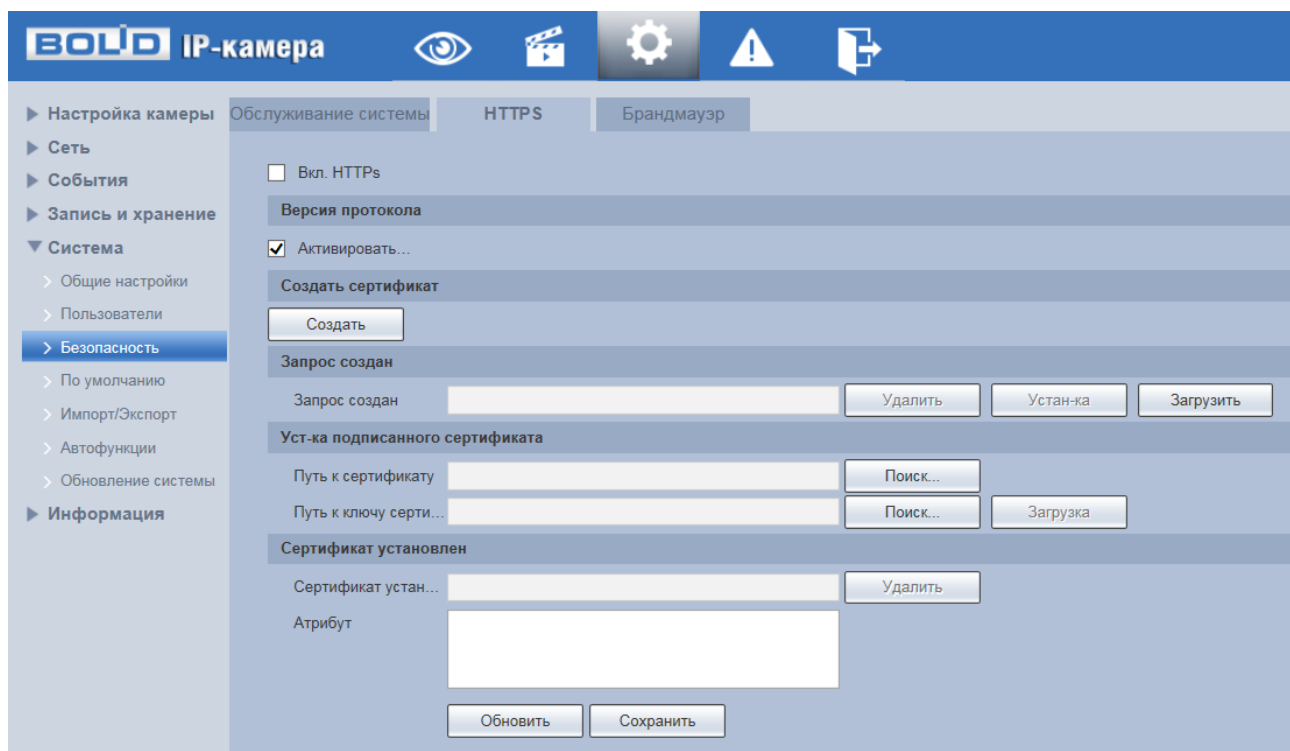 BOLID IP-камера
Настройка камеры
Сеть
События
Запись и хранение
Система
Общие настройки
Пользователи
Безопасность
По умолчанию
Импорт/Экспорт
Автофункции
Обновление системы
Информация
Обслуживание системы HTTPS Брандмауэр
Вкл. HTTPs
Версия протокола
Активировать...
Создать сертификат
Создать
Запрос создан
Запрос создан Удалить Устан-ка Загрузить
Уст-ка подписанного сертификата
Путь к сертификату Поиск...
Путь к ключу серти... Поиск... Загрузка
Сертификат установлен
Сертификат устан... Удалить
Атрибут
Обновить Сохранить